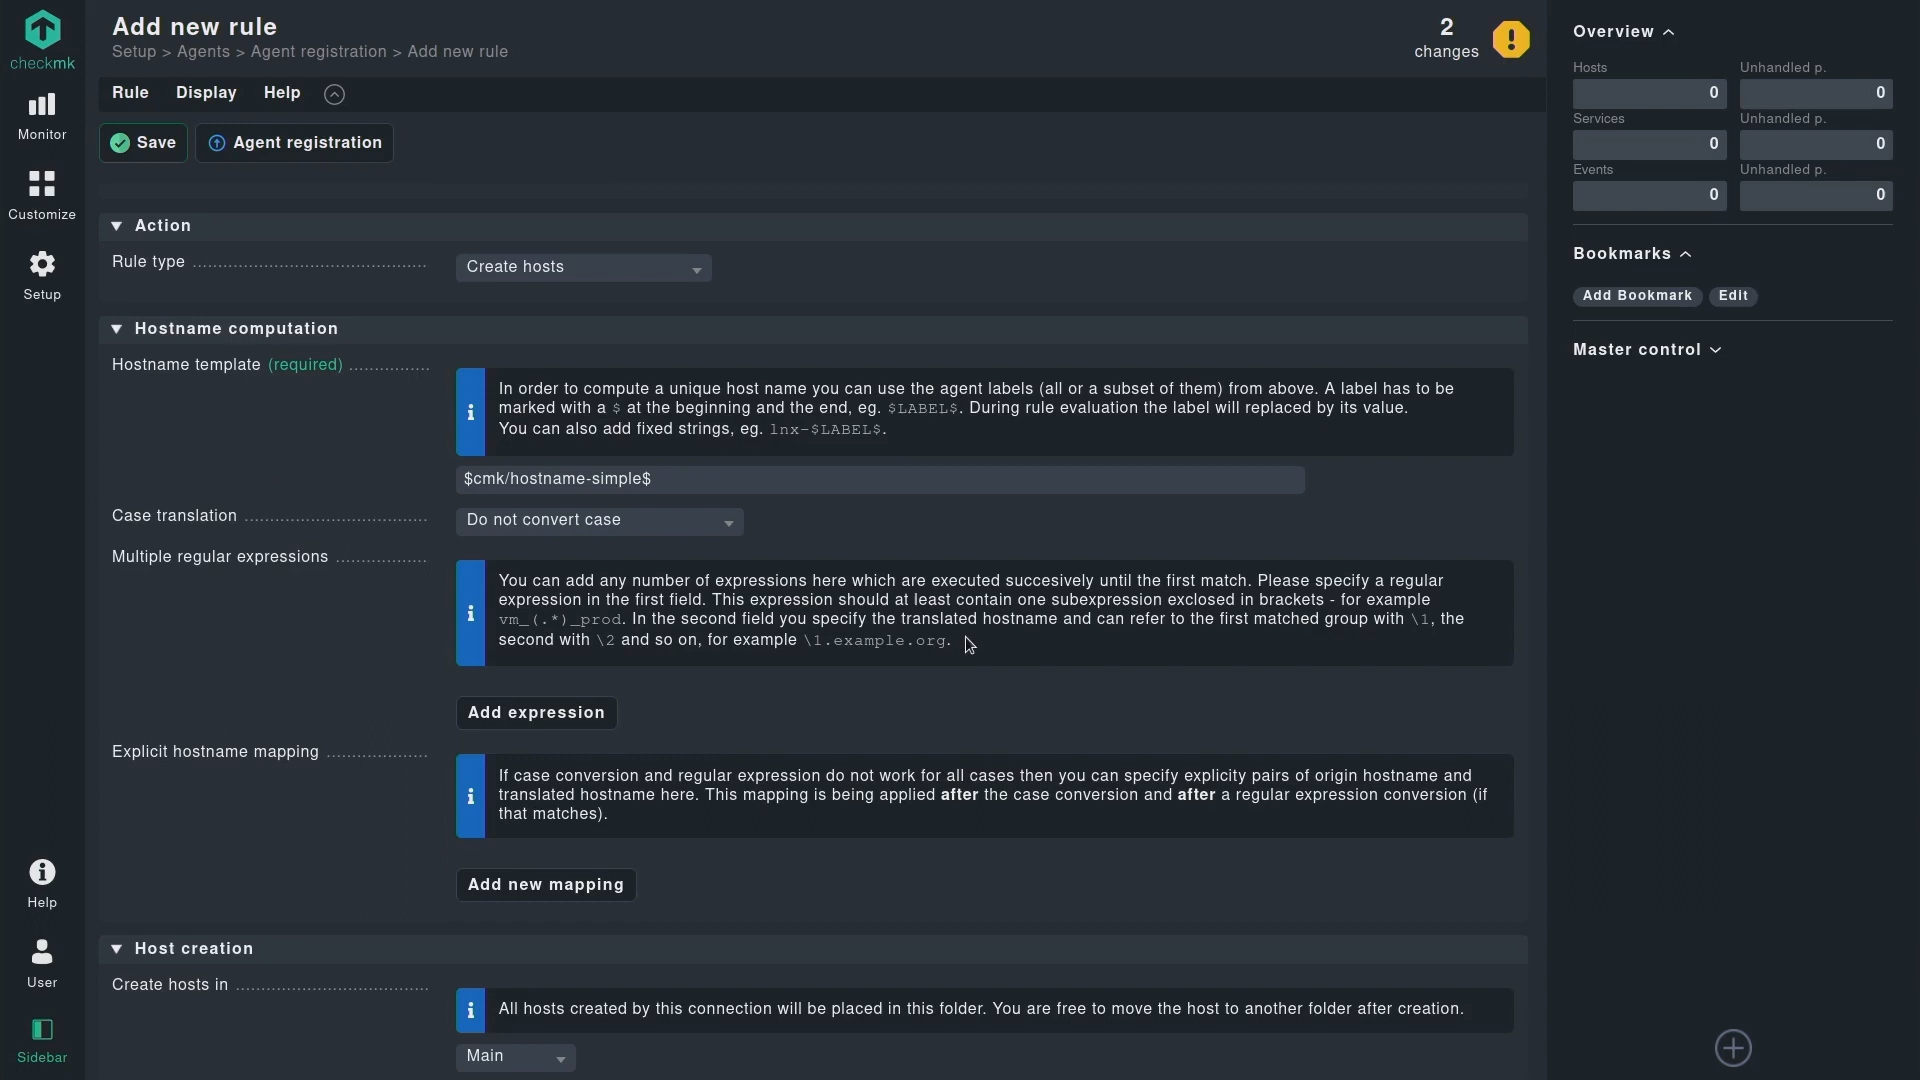 checkmk
Monitor
Customize
Setup
Help
User
Sidebar
Add new rule
Setup > Agents > Agent registration > Add new rule
2
changes
Rule Display Help
Save Agent registration
Action
Rule type
Create hosts
Hostname computation
Hostname template (required)
In order to compute a unique host name you can use the agent labels (all or a subset of them) from above. A label has to be
marked with a $ at the beginning and the end, eg. $LABEL$. During rule evaluation the label will replaced by its value.
You can also add fixed strings, eg. lnx-$LABEL$.
$cmk/hostname-simple$
Case translation
Do not convert case
Multiple regular expressions
You can add any number of expressions here which are executed succesively until the first match. Please specify a regular
expression in the first field. This expression should at least contain one subexpression exclosed in brackets - for example
vm_(.*)_prod. In the second field you specify the translated hostname and can refer to the first matched group with \1, the
second with \2 and so on, for example \1.example.org.
Add expression
Explicit hostname mapping
If case conversion and regular expression do not work for all cases then you can specify explicity pairs of origin hostname and
translated hostname here. This mapping is being applied after the case conversion and after a regular expression conversion (if
that matches).
Add new mapping
Host creation
Create hosts in
All hosts created by this connection will be placed in this folder. You are free to move the host to another folder after creation.
Main
Overview
Hosts Unhandled p.
0 0
Services Unhandled p.
0 0
Events Unhandled p.
0 0
Bookmarks
Add Bookmark Edit
Master control